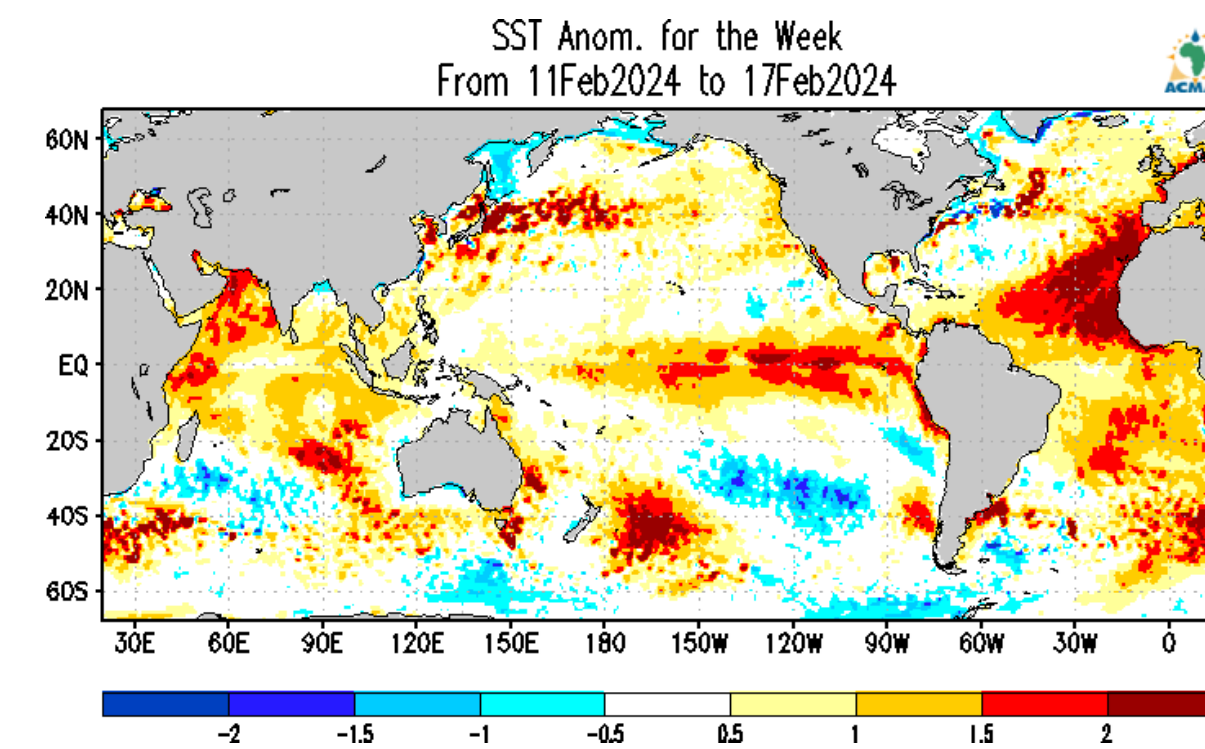 SST Anom. for the Week
From 11Feb2024 to 17Feb2024
60N
40N
20N
EQ
20S
40S
60S
30E 60E 90E 120E 150E 180 150W 120W 90W 60W 30W 0
-2 -1.5 -1 -0.5 0.5 1 1.5 2